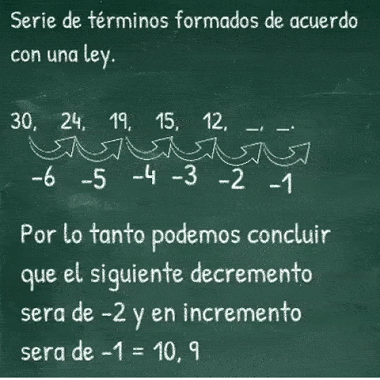 Serie de términos formados de acuerdo
con una ley.
30, 24, 19, 15, 12, _, _.
-6 -5 -4 -3 -2 -1
Por lo tanto podemos concluir
que el siguiente decremento
sera de -2 y en incremento
sera de -1 = 10, 9